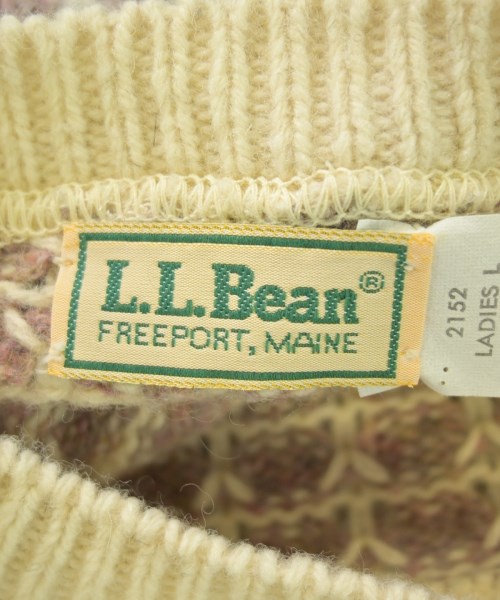 L.L.Bean®
FREEPORT, MAINE
2152
LADIES L